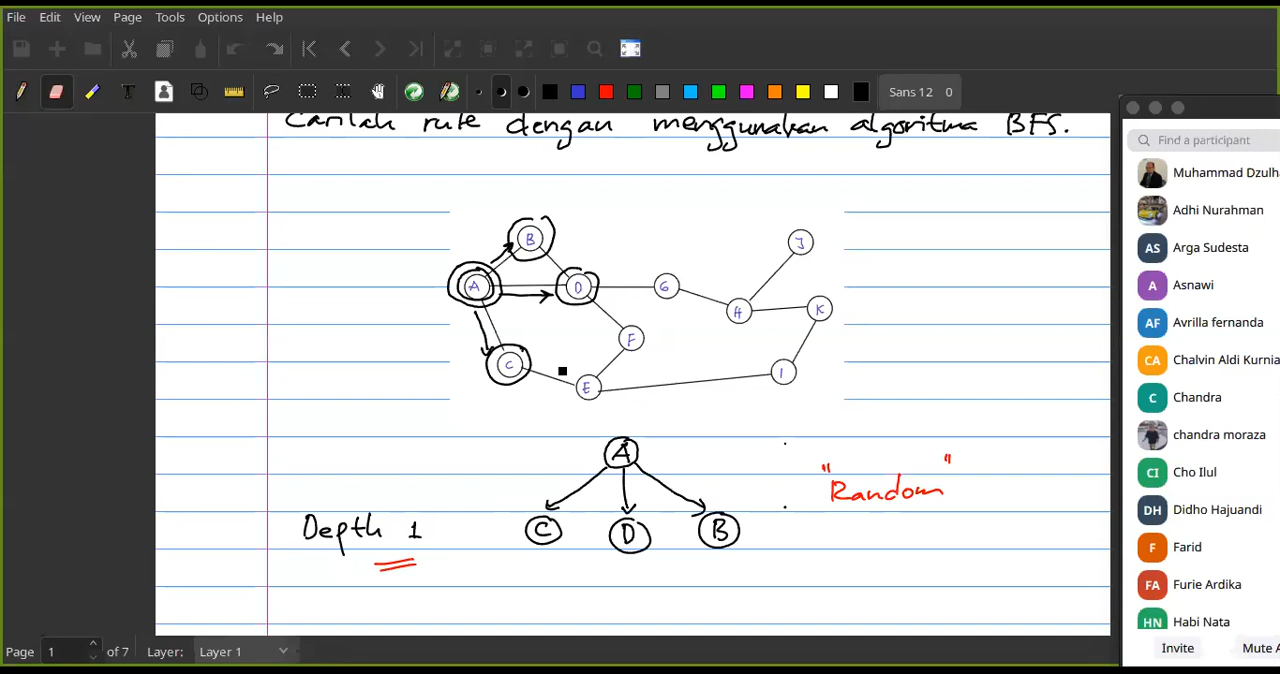 File Edit View Page Tools Options Help
Sans 12 0
Carilah rute dengan menggunakan algoritma BFS.
B
J
A
D
G
H
K
F
C
E
I
A
"Random"
Depth 1
C
D
B
Find a participant
Muhammad Dzulha
Adhi Nurahman
AS Arga Sudesta
A Asnawi
AF Avrilla fernanda
CA Chalvin Aldi Kurnia
C Chandra
chandra moraza
CI Cho Ilul
DH Didho Hajuandi
F Farid
FA Furie Ardika
HN Habi Nata
Invite Mute A
Page 1 of 7 Layer: Layer 1